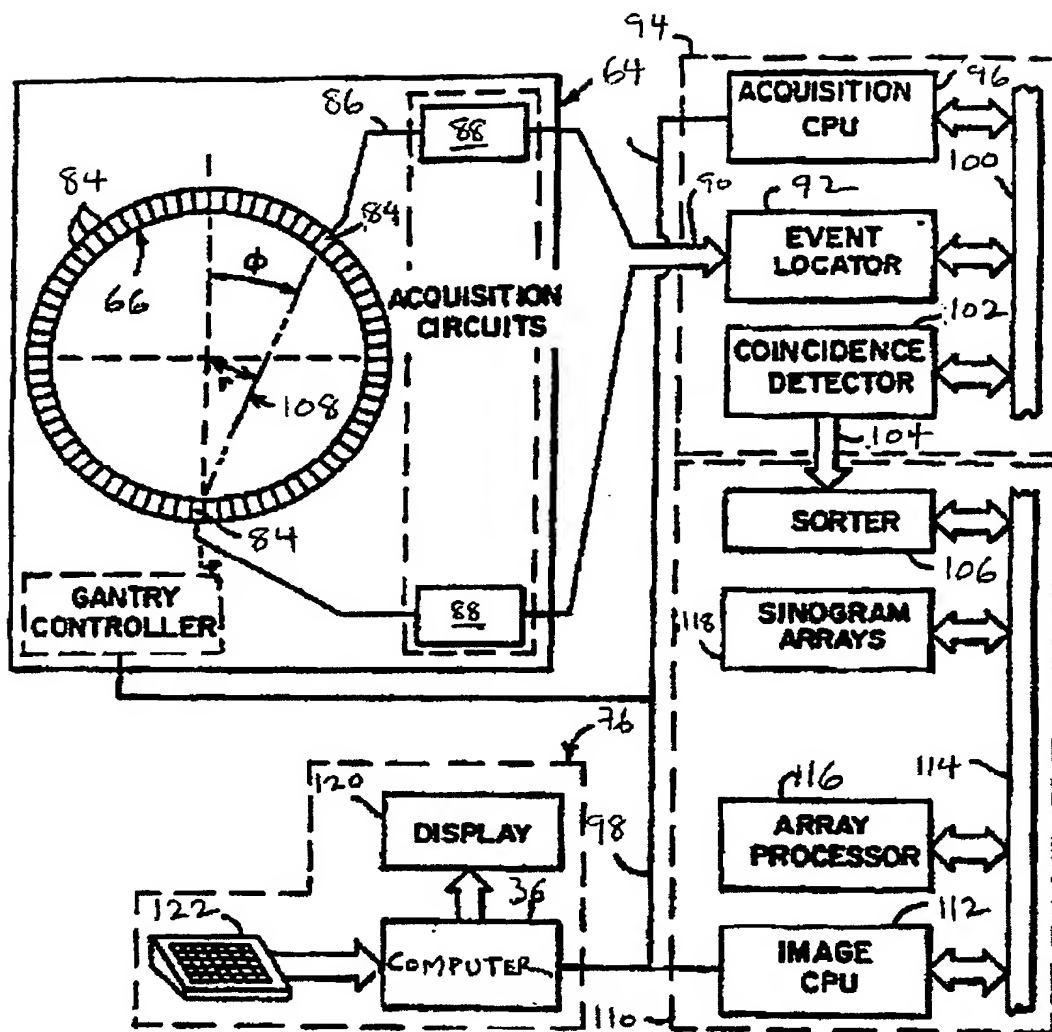 94
64
ACQUISITION
CPU
96
86
88
100
84
90
92
84
EVENT
LOCATOR
ϕ
66
ACQUISITION
CIRCUITS
102
r
COINCIDENCE
DETECTOR
108
104
84
SORTER
106
GANTRY
CONTROLLER
88
118
SINOGRAM
ARRAYS
76
120
116
114
DISPLAY
98
ARRAY
PROCESSOR
36
122
112
COMPUTER
IMAGE
CPU
110